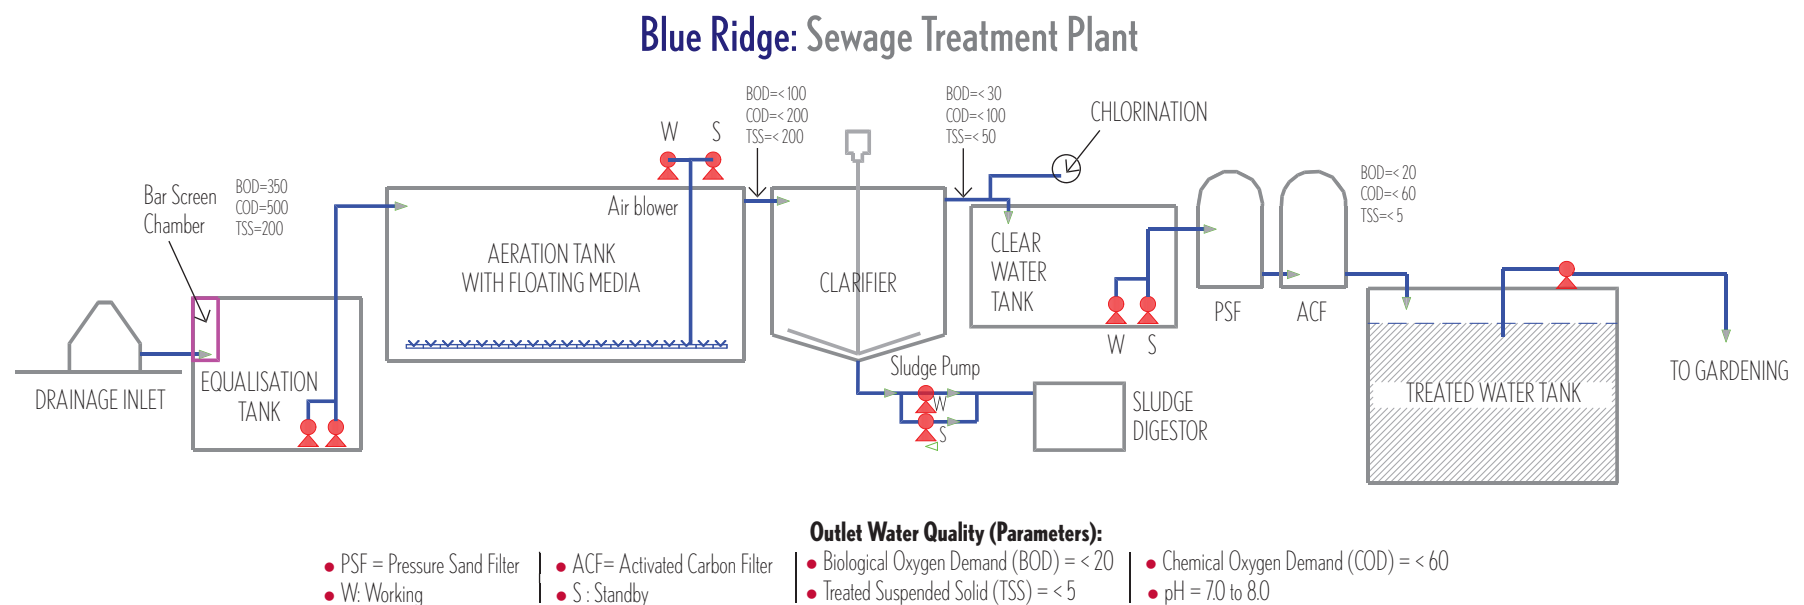 Blue Ridge: Sewage Treatment Plant
BOD=<100
COD=<200
TSS=<200
BOD=<30
COD=<100
TSS=<50
CHLORINATION
W S
Bar Screen
Chamber
BOD=350
COD=500
TSS=200
Air blower
BOD=<20
COD=<60
TSS=<5
AERATION TANK
WITH FLOATING MEDIA
CLARIFIER
CLEAR
WATER
TANK
W S
PSF
ACF
DRAINAGE INLET
EQUALISATION
TANK
Sludge Pump
W
S
SLUDGE
DIGESTOR
TREATED WATER TANK
TO GARDENING
Outlet Water Quality (Parameters):
● PSF = Pressure Sand Filter
● W: Working
● ACF= Activated Carbon Filter
● S : Standby
● Biological Oxygen Demand (BOD) = <20
● Treated Suspended Solid (TSS) = <5
● Chemical Oxygen Demand (COD) = <60
● pH = 7.0 to 8.0